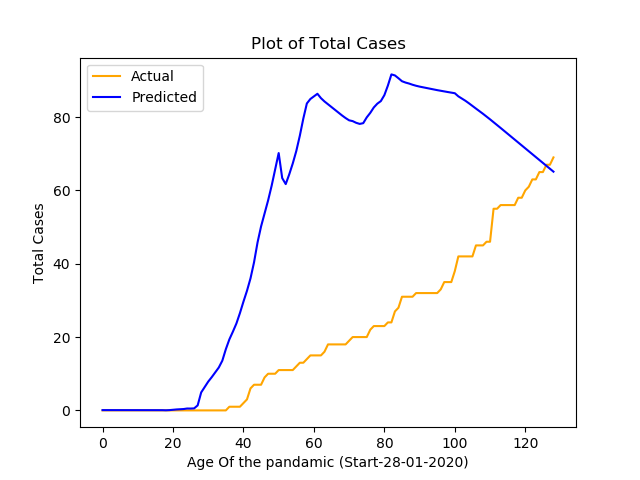 Plot of Total Cases
Actual
Predicted
80
60
40
20
0
Total Cases
0 20 40 60 80 100 120
Age Of the pandamic (Start-28-01-2020)